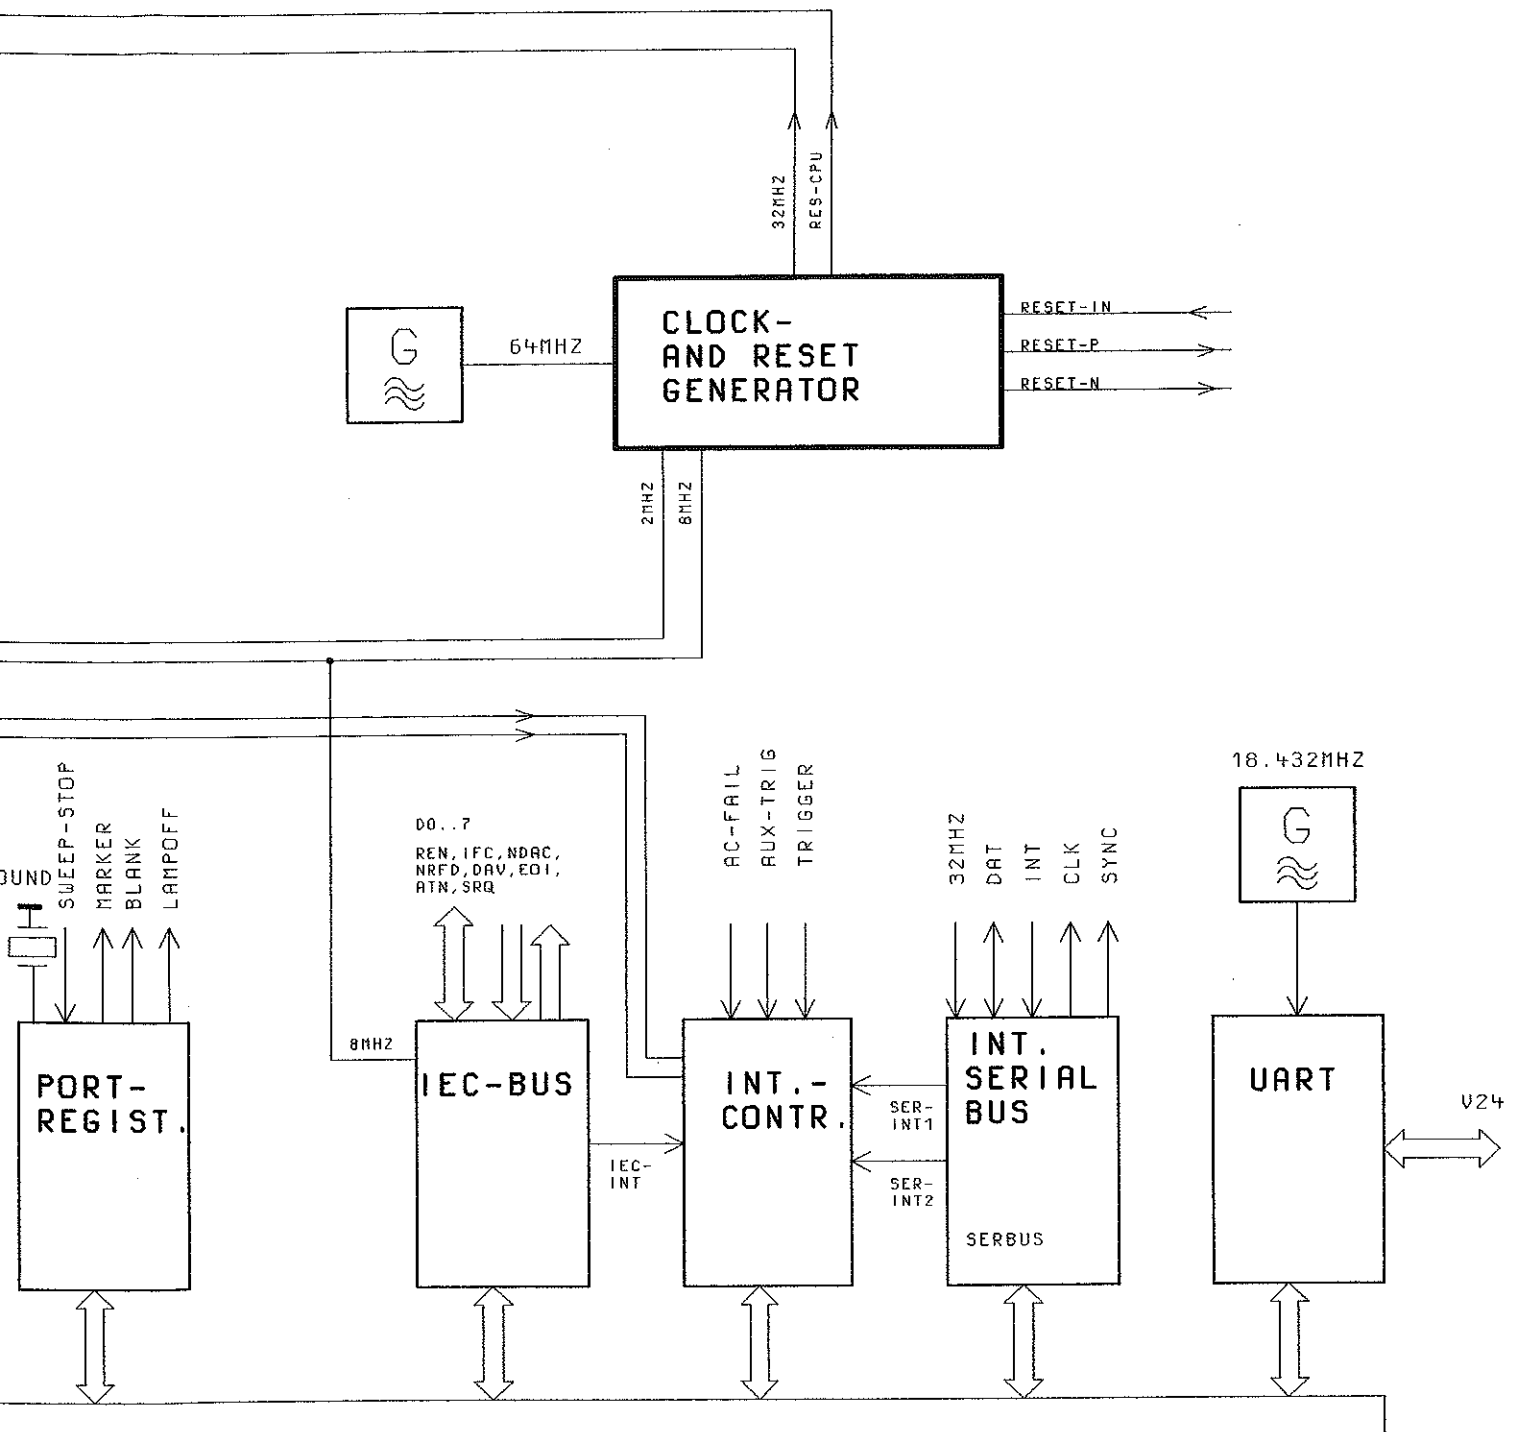 32MHZ
RES-CPU
G
64MHZ
CLOCK-
AND RESET
GENERATOR
RESET-IN
RESET-P
RESET-N
2MHZ
8MHZ
18.432MHZ
G
OUND
SWEEP-STOP
MARKER
BLANK
LAMPOFF
D0..7
REN,IFC,NDAC,
NRFD,DAV,EOI,
ATN,SRQ
AC-FAIL
AUX-TRIG
TRIGGER
32MHZ
DAT
INT
CLK
SYNC
8MHZ
PORT-
REGIST.
IEC-BUS
IEC-
INT
INT.-
CONTR.
SER-
INT1
SER-
INT2
INT.
SERIAL
BUS
SERBUS
UART
V24